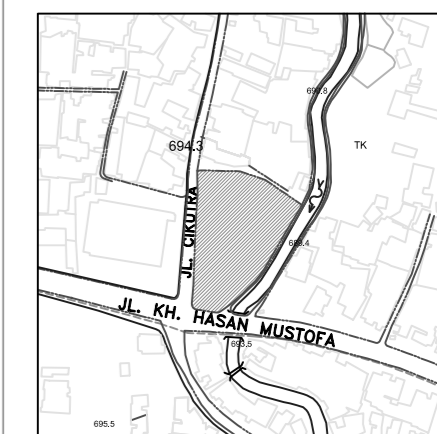 694.3
TK
JL. CIKUTRA
JL. KH. HASAN MUSTOFA
693.5
695.5